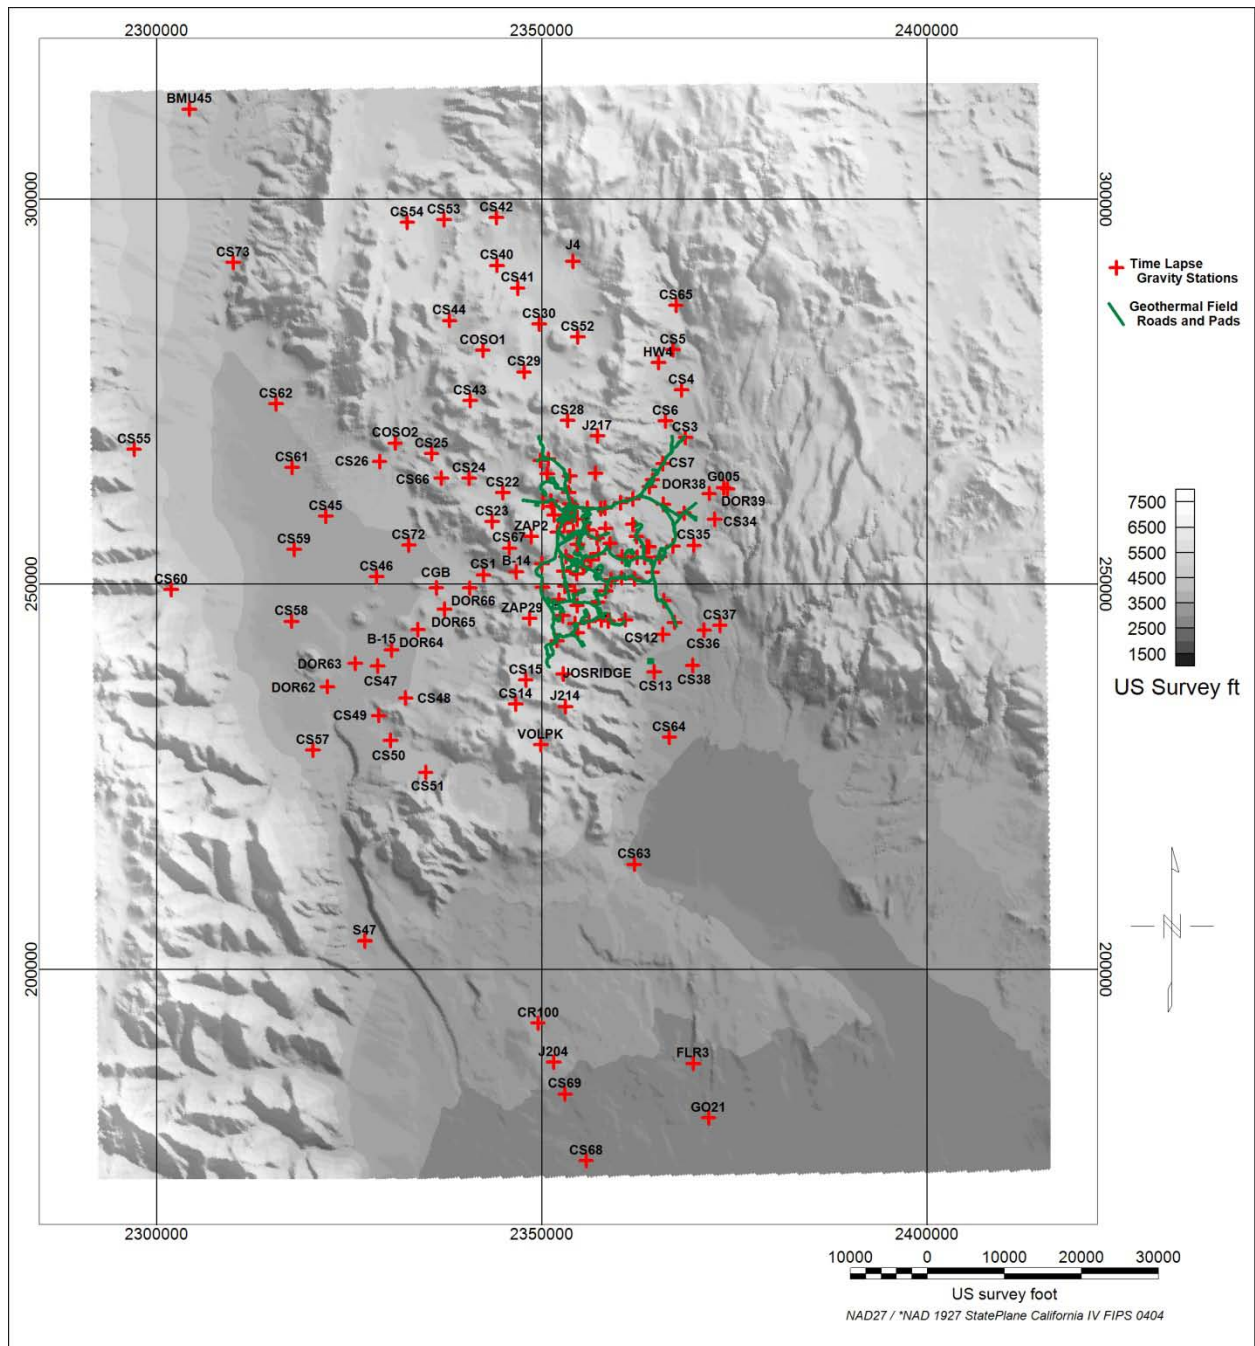 2300000
2350000
2400000
BMU45
300000
300000
CS54
CS53
CS42
CS73
CS40
J4
CS41
Time Lapse
Gravity Stations
CS65
Geothermal Field
Roads and Pads
CS44
CS30
CS52
COSO1
CS5
HW4
CS29
CS43
CS4
CS62
CS28
CS6
J217
CS3
CS55
COSO2
CS25
CS61
CS26
CS24
CS7
CS66
CS22
DOR38
G005
DOR39
CS45
CS23
ZAP2
CS34
7500
6500
5500
4500
3500
2500
1500
US Survey ft
CS59
CS72
CS67
CS35
CS60
CS46
CGB
CS1
B-14
250000
250000
DOR66
CS58
DOR65
ZAP29
CS37
B-15
DOR64
CS12
CS36
DOR63
CS47
CS15
JOSRIDGE
CS13
CS38
DOR62
CS48
CS14
J214
CS49
CS57
CS50
VOLPK
CS64
CS51
CS63
S47
N
200000
200000
CR100
J204
FLR3
CS69
GO21
CS68
2300000
2350000
2400000
10000
0
10000
20000
30000
US survey foot
NAD27 / *NAD 1927 StatePlane California IV FIPS 0404